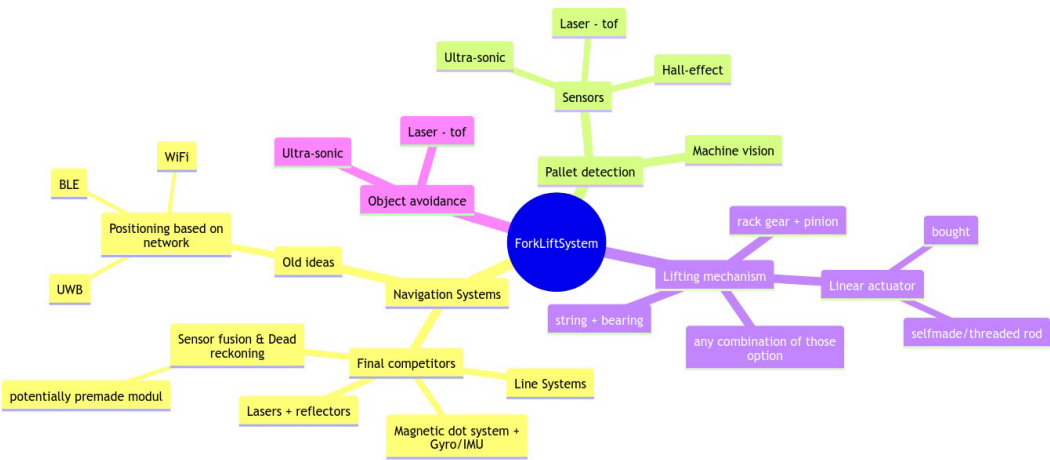 Laser - tof
Ultra-sonic
Hall-effect
Sensors
Laser - tof
Ultra-sonic
Machine vision
WiFi
Pallet detection
BLE
Object avoidance
rack gear + pinion
Positioning based on
network
bought
ForkLiftSystem
Old ideas
Lifting mechanism
UWB
Linear actuator
Navigation Systems
string + bearing
selfmade/threaded rod
Sensor fusion & Dead
reckoning
any combination of those
option
Final competitors
Line Systems
potentially premade modul
Lasers + reflectors
Magnetic dot system +
Gyro/IMU